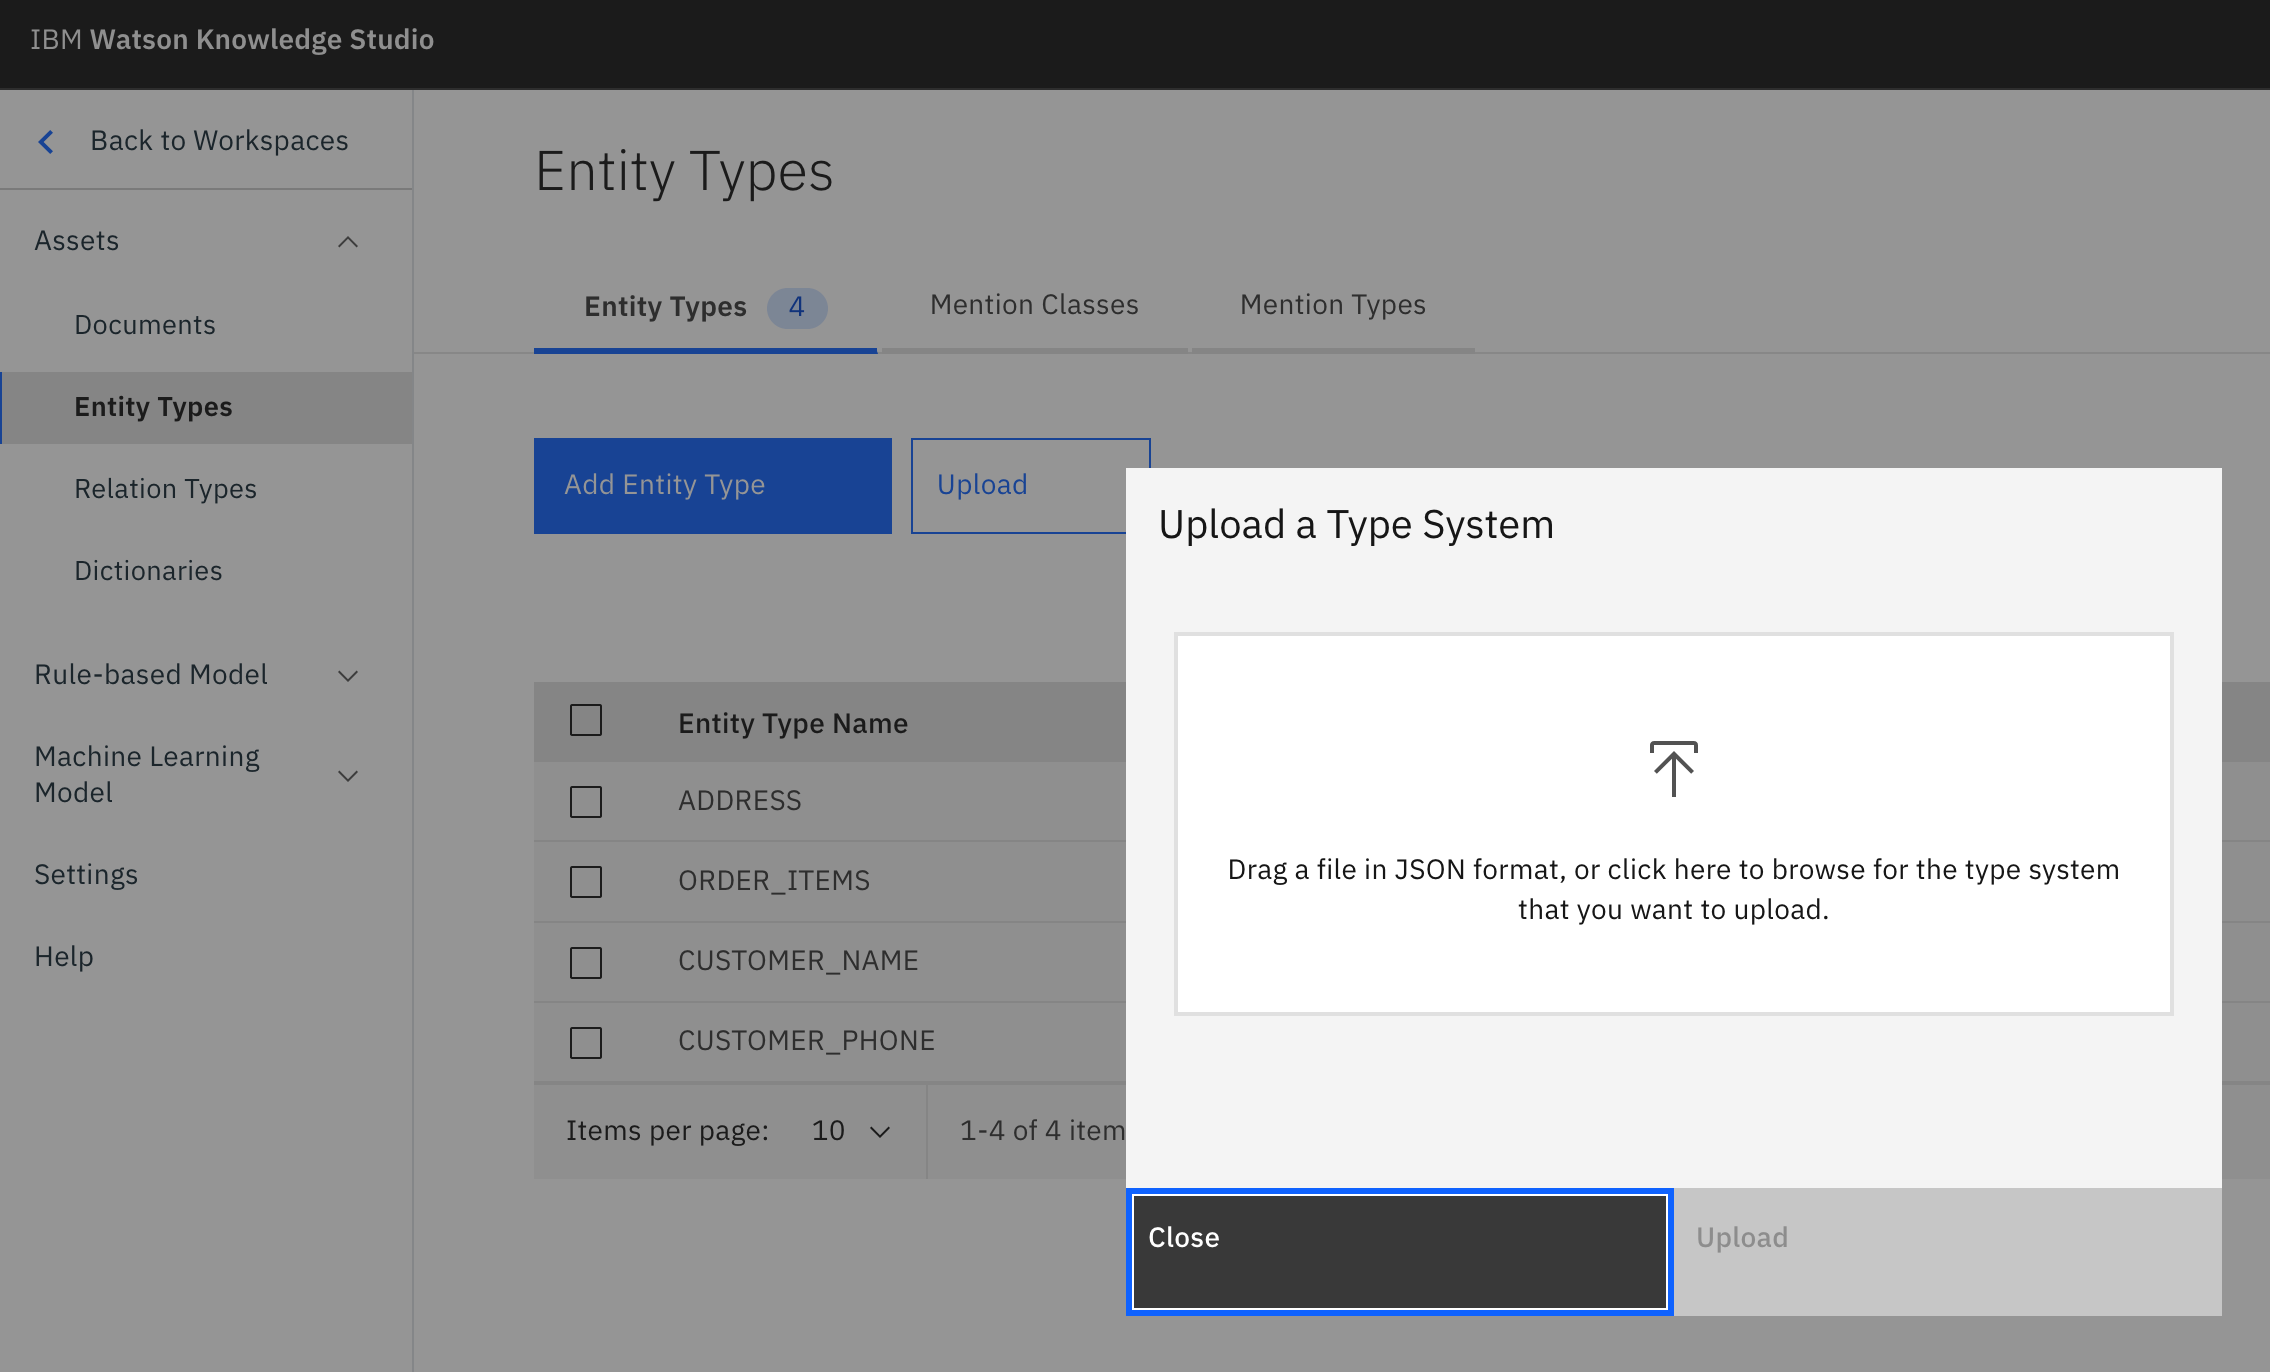 IBM Watson Knowledge Studio
Back to Workspaces
Assets
Documents
Entity Types
Relation Types
Dictionaries
Rule-based Model
Machine Learning
Model
Settings
Help
Entity Types
Entity Types 4
Mention Classes
Mention Types
Add Entity Type
Upload
Entity Type Name
ADDRESS
ORDER_ITEMS
CUSTOMER_NAME
CUSTOMER_PHONE
Items per page: 10
1-4 of 4 item
Upload a Type System
Drag a file in JSON format, or click here to browse for the type system
that you want to upload.
Close
Upload